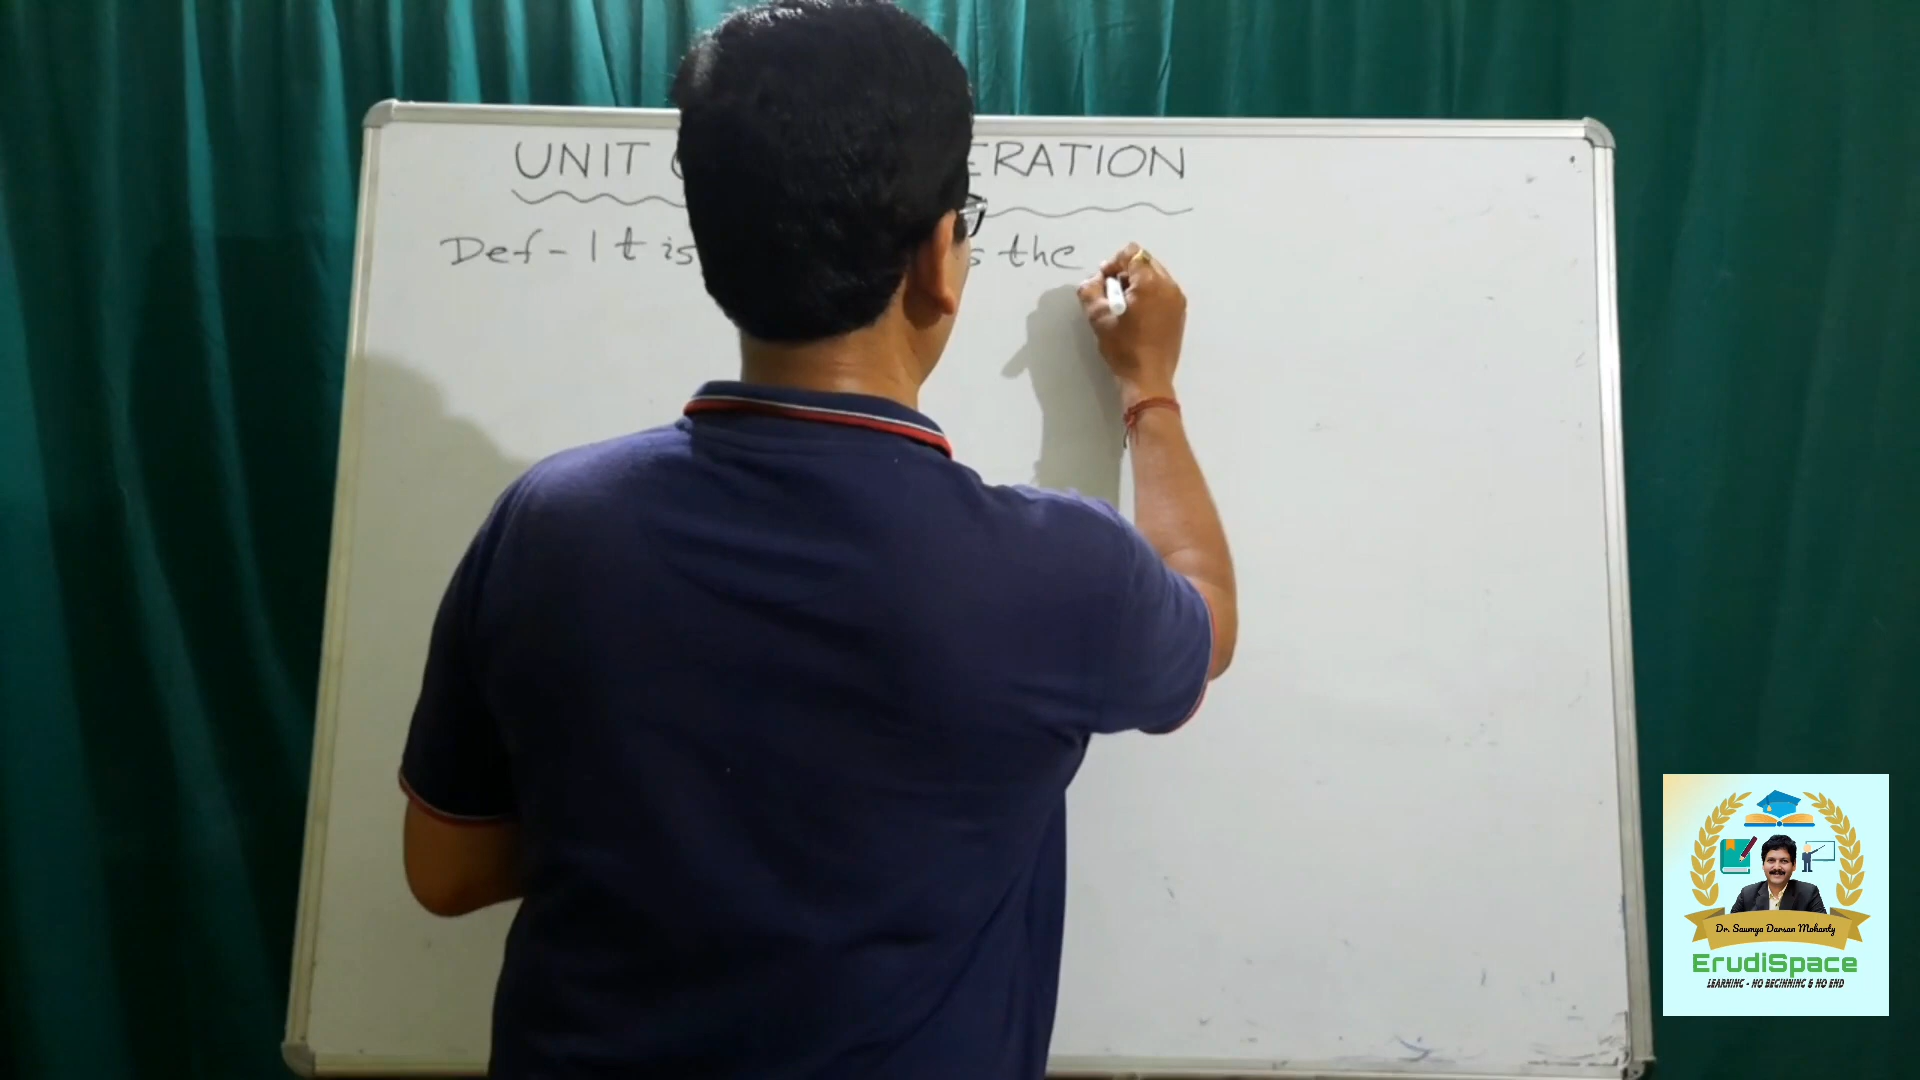 UNIT ERATION
Def - It is s the
Dr. Saumya Darsan Mohanty
ErudiSpace
LEARNING - NO BEGINNING & NO END